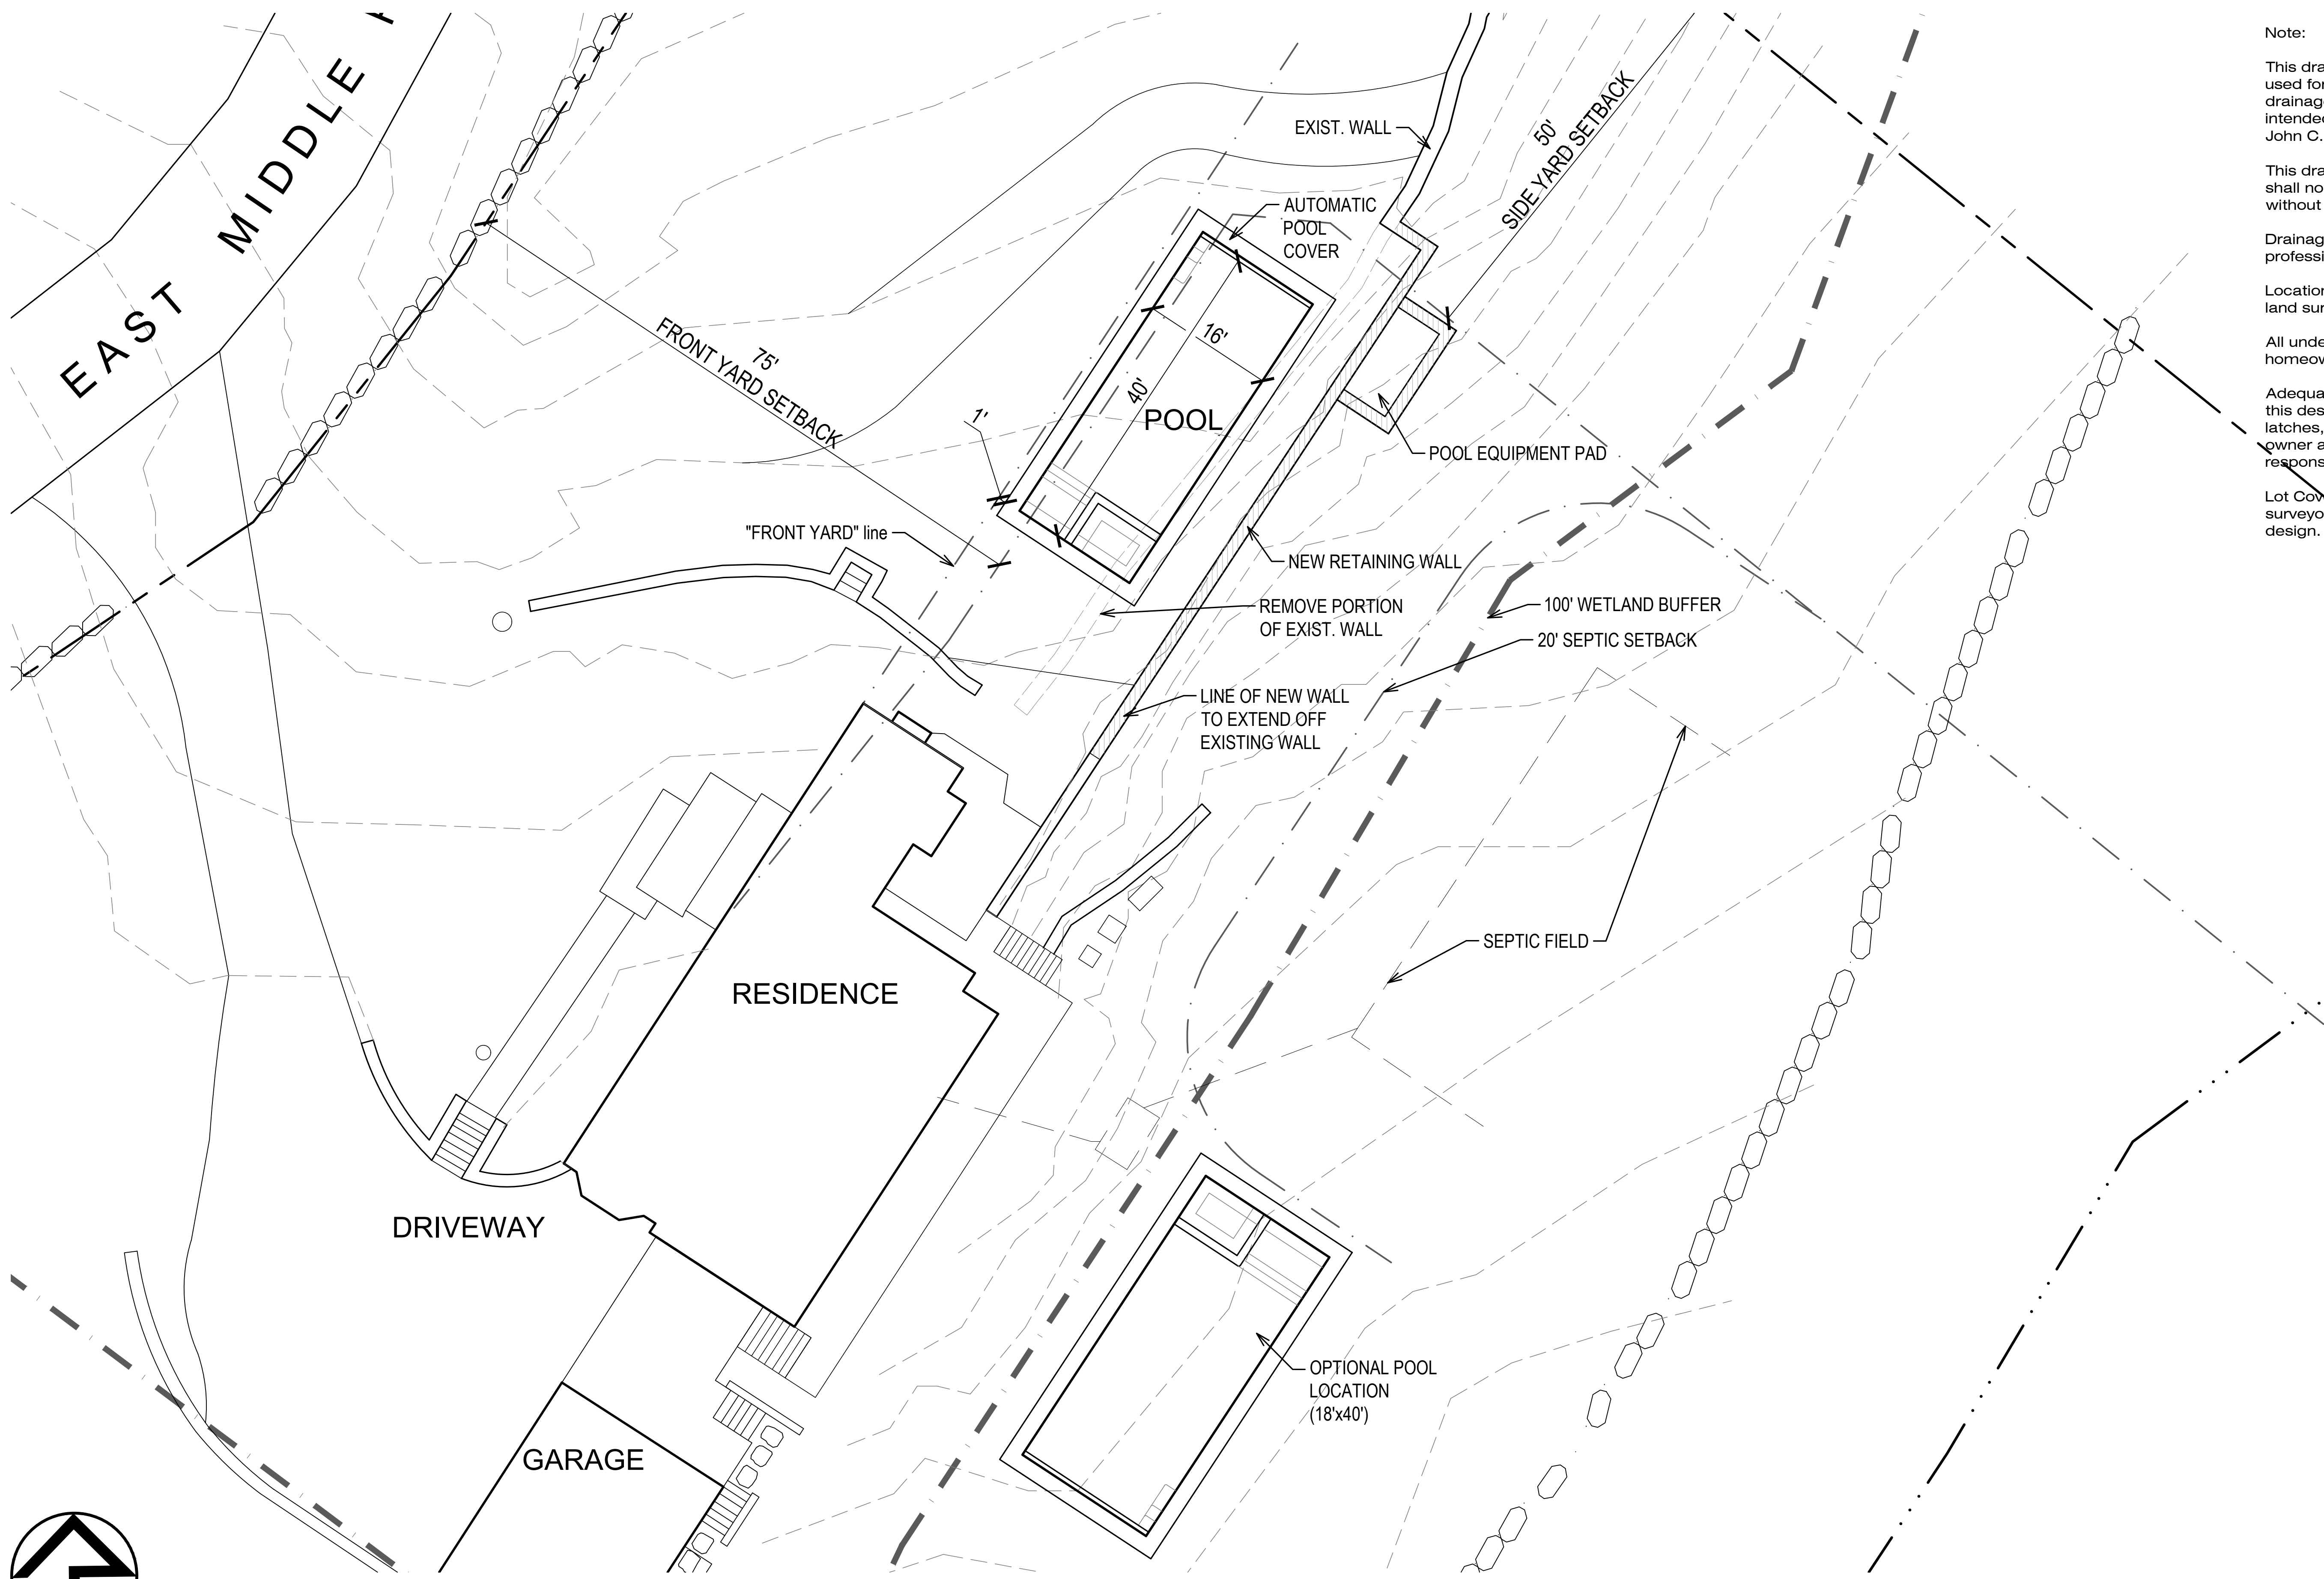 EAST MIDDLE
75'
FRONT YARD SETBACK
1'
"FRONT YARD" line
EXIST. WALL
50'
SIDE YARD SETBACK
AUTOMATIC
POOL
COVER
16'
40'
POOL
POOL EQUIPMENT PAD
NEW RETAINING WALL
REMOVE PORTION
OF EXIST. WALL
100' WETLAND BUFFER
20' SEPTIC SETBACK
LINE OF NEW WALL
TO EXTEND OFF
EXISTING WALL
SEPTIC FIELD
RESIDENCE
DRIVEWAY
GARAGE
OPTIONAL POOL
LOCATION
(18'x40')
Note:
This dra
used for
drainag
intended
John C.
This dra
shall no
without
Drainag
professi
Location
land sur
All unde
homeow
Adequa
this des
latches,
owner a
respons
Lot Cov
surveyo
design.